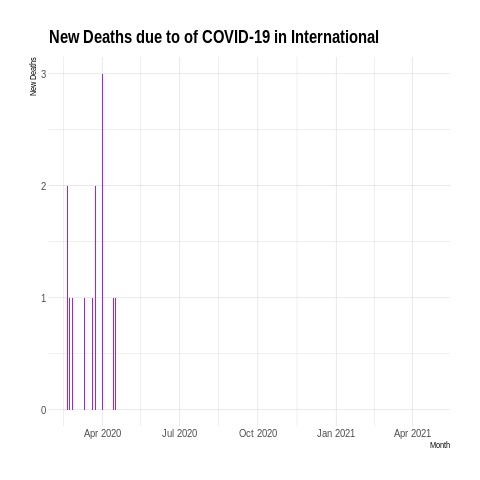 New Deaths due to of COVID-19 in International
New Deaths
3
2
1
0
Apr 2020 Jul 2020 Oct 2020 Jan 2021 Apr 2021
Month